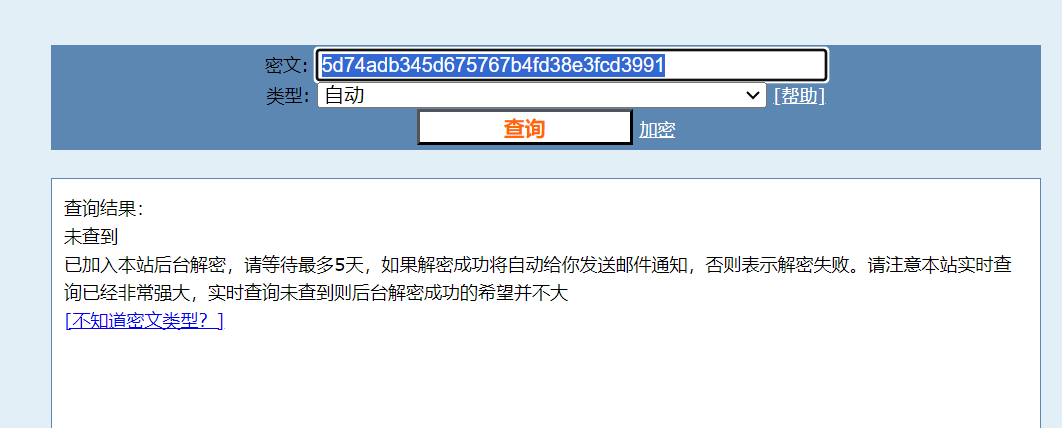 密文: 5d74adb345d675767b4fd38e3fcd3991
类型: 自动 [帮助]
查询 加密
查询结果:
未查到
已加入本站后台解密，请等待最多5天，如果解密成功将自动给你发送邮件通知，否则表示解密失败。请注意本站实时查
询已经非常强大，实时查询未查到则后台解密成功的希望并不大
[不知道密文类型？]